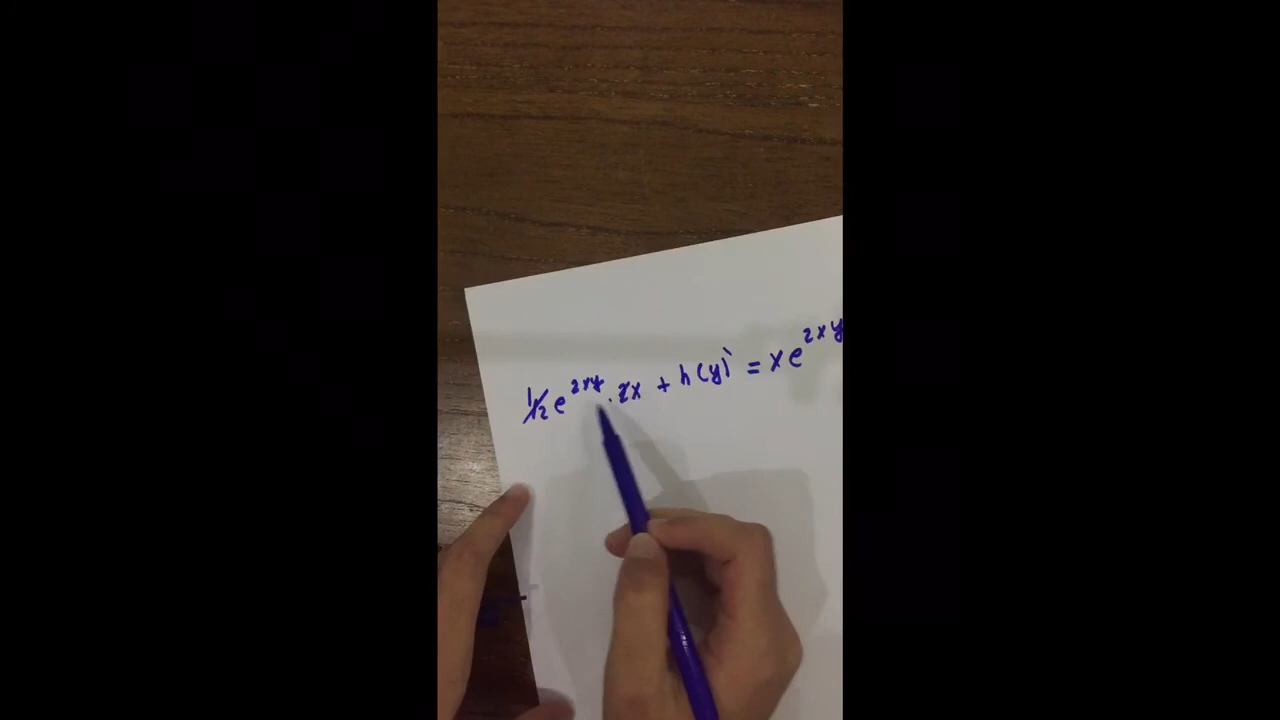 1/2 e^{2xy} · 2x + h(y)' = x e^{2xy}